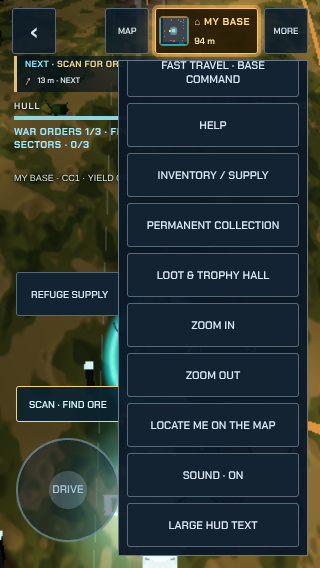 ‹
MAP
⌂ MY BASE
94 m
MORE
NEXT · SCAN FOR OR
↗ 13 m · NEXT
HULL
WAR ORDERS 1/3 · F
SECTORS · 0/3
MY BASE · CC1 · YIELD
REFUGE SUPPLY
SCAN · FIND ORE
DRIVE
FAST TRAVEL · BASE
COMMAND
HELP
INVENTORY / SUPPLY
PERMANENT COLLECTION
LOOT & TROPHY HALL
ZOOM IN
ZOOM OUT
LOCATE ME ON THE MAP
SOUND · ON
LARGE HUD TEXT